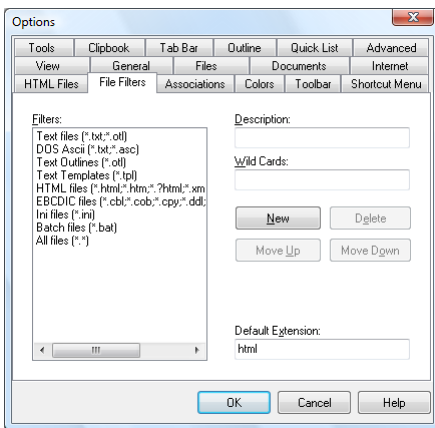 Options
Tools Clipbook Tab Bar Outline Quick List Advanced
View General Files Documents Internet
HTML Files File Filters Associations Colors Toolbar Shortcut Menu
Filters:
Text files (*.txt;*.otl)
DOS Ascii (*.txt;*.asc)
Text Outlines (*.otl)
Text Templates (*.tpl)
HTML files (*.html;*.htm;*.?html;*.xm
EBCDIC files (*.cbl;*.cob;*.cpy;*.ddl;
Ini files (*.ini)
Batch files (*.bat)
All files (*.*)
Description:
Wild Cards:
New Delete
Move Up Move Down
Default Extension:
html
OK Cancel Help